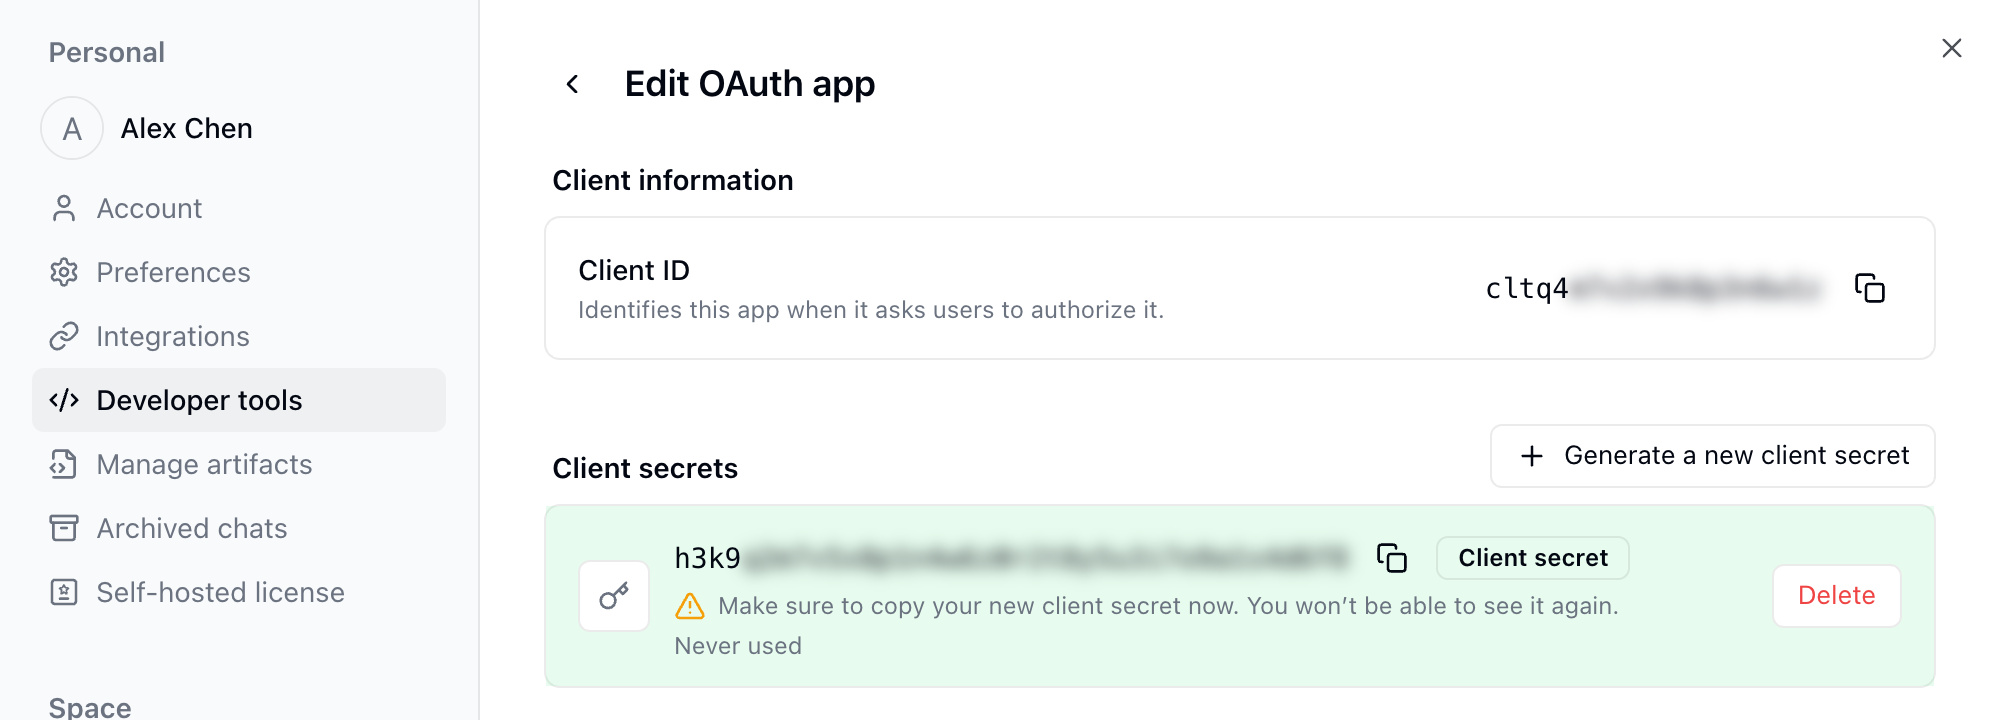 Personal
A
Alex Chen
Account
Preferences
Integrations
Developer tools
Manage artifacts
Archived chats
Self-hosted license
Space
Edit OAuth app
Client information
Client ID
Identifies this app when it asks users to authorize it.
cltq4
Client secrets
Generate a new client secret
h3k9
Client secret
Make sure to copy your new client secret now. You won’t be able to see it again.
Never used
Delete